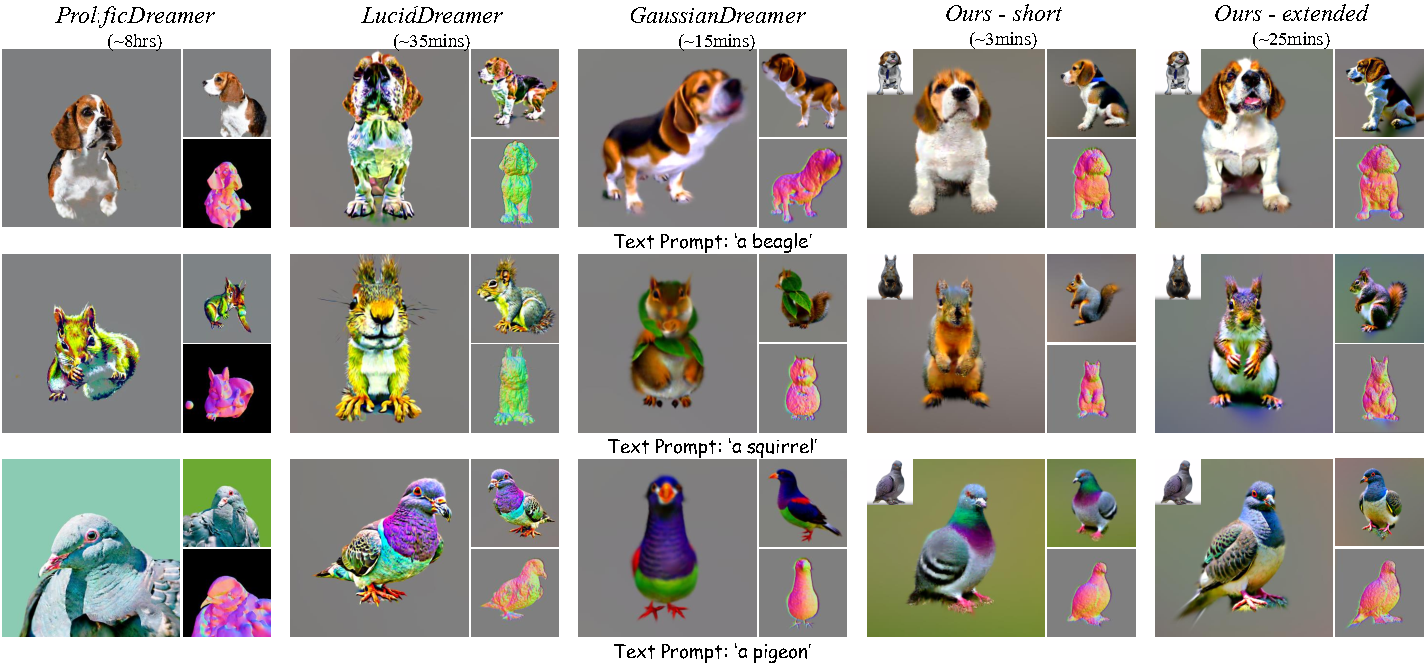 ProlificDreamer LucidDreamer GaussianDreamer Ours - short Ours - extended
(~8hrs) (~35mins) (~15mins) (~3mins) (~25mins)
Text Prompt: 'a beagle'
Text Prompt: 'a squirrel'
Text Prompt: 'a pigeon'